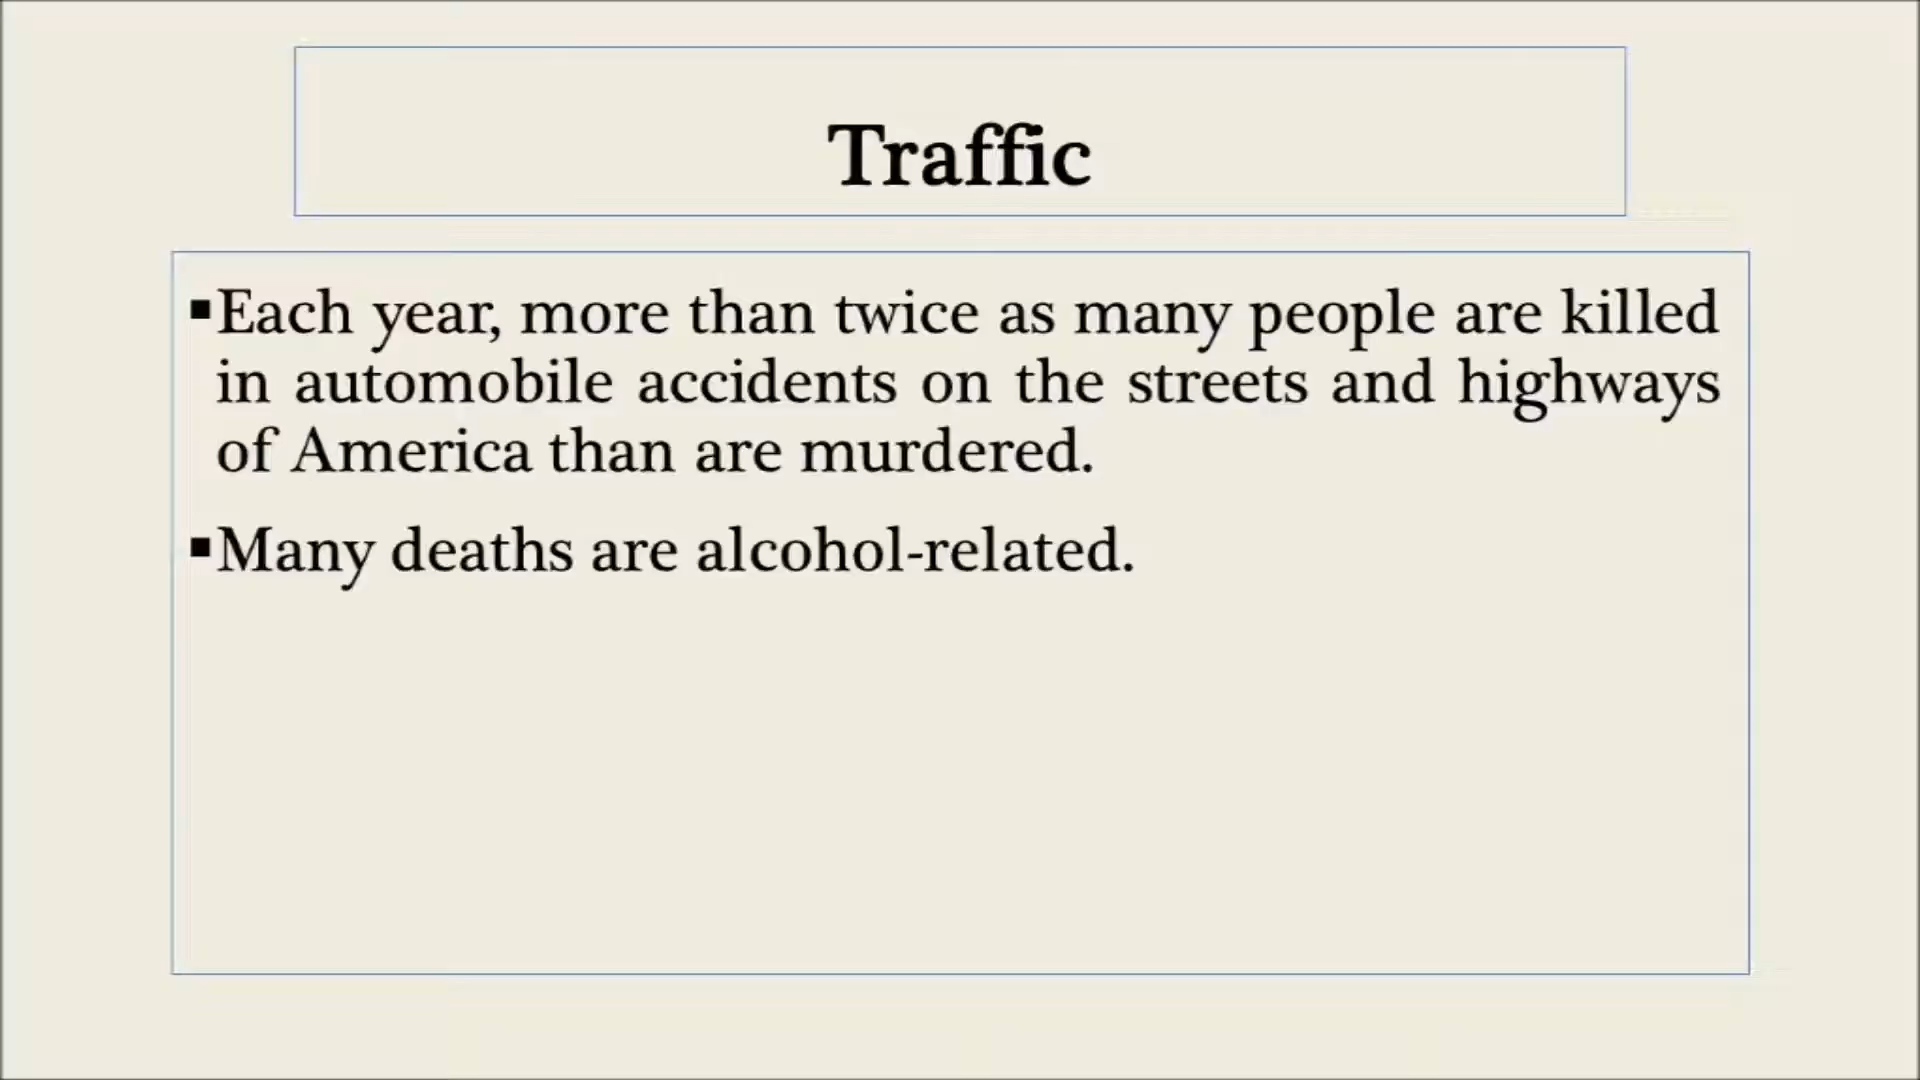 Traffic
▪Each year, more than twice as many people are killed
in automobile accidents on the streets and highways
of America than are murdered.
▪Many deaths are alcohol-related.